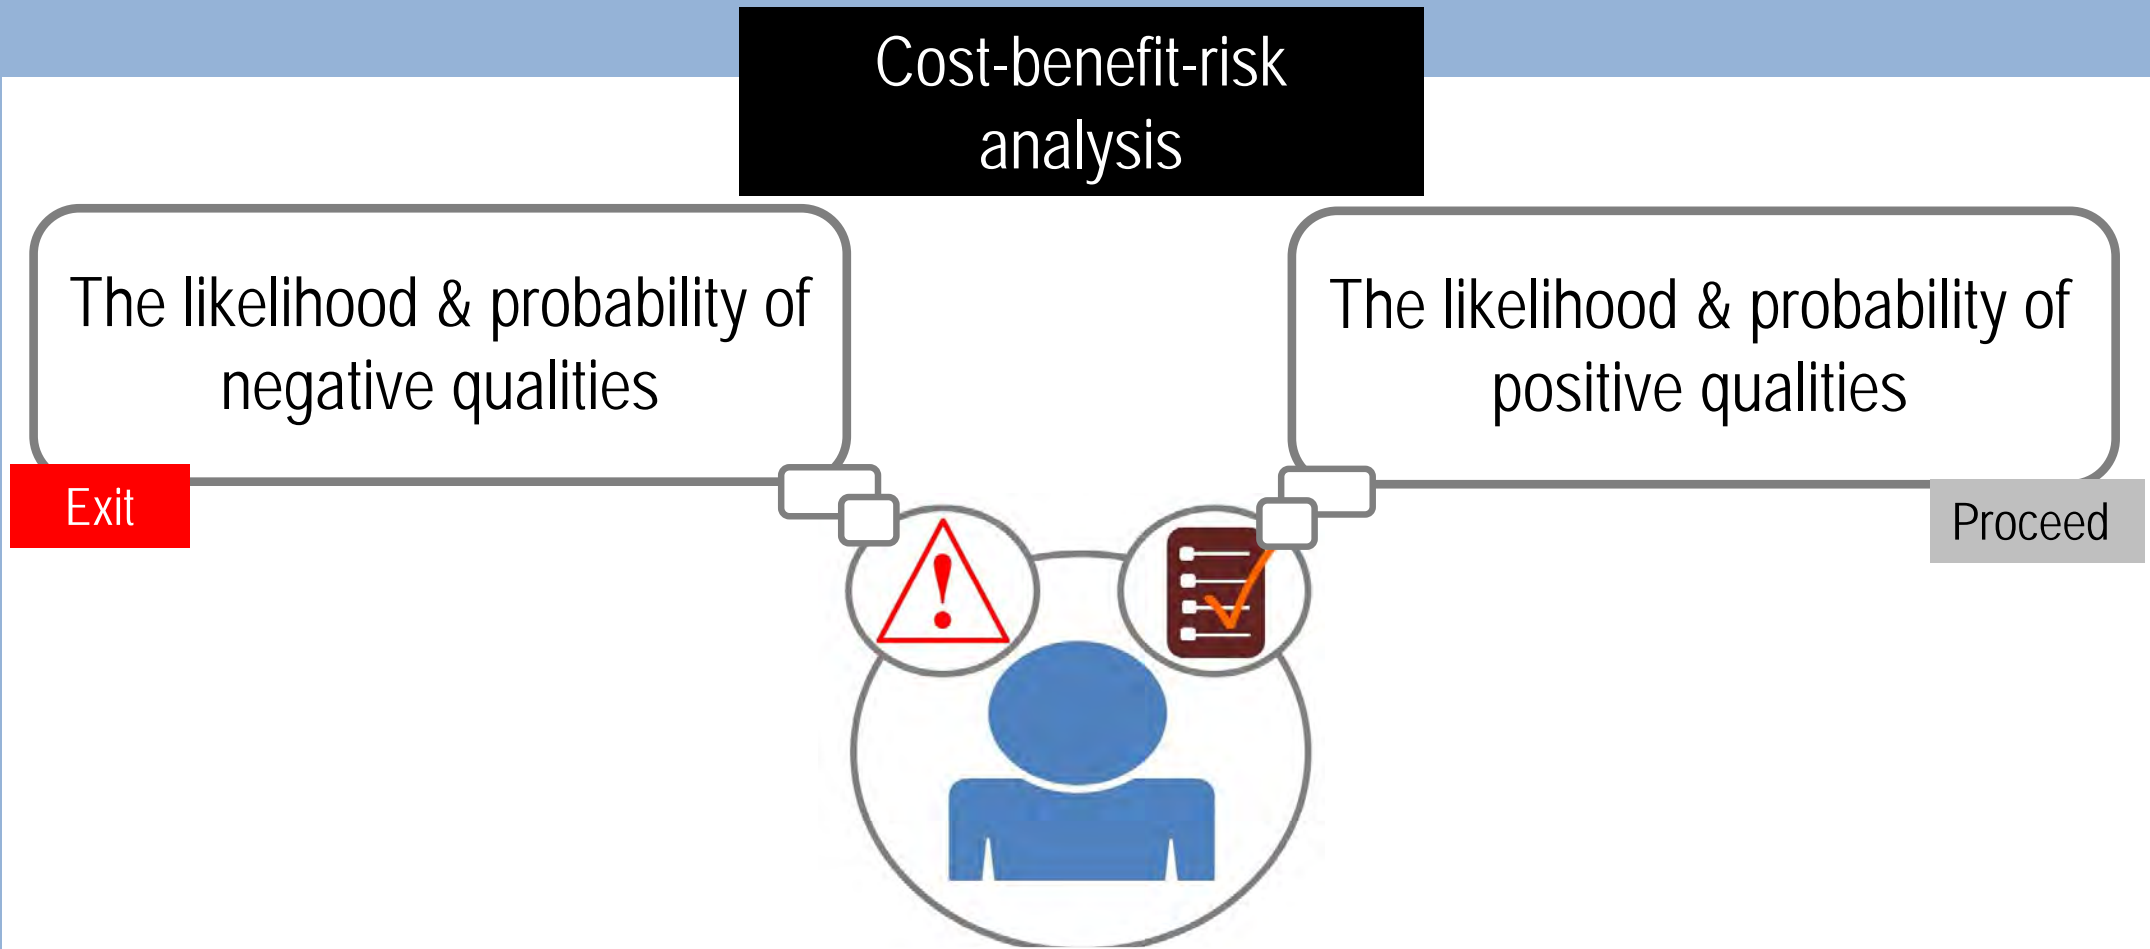 Cost-benefit-risk
analysis
The likelihood & probability of
negative qualities
Exit
The likelihood & probability of
positive qualities
Proceed
!